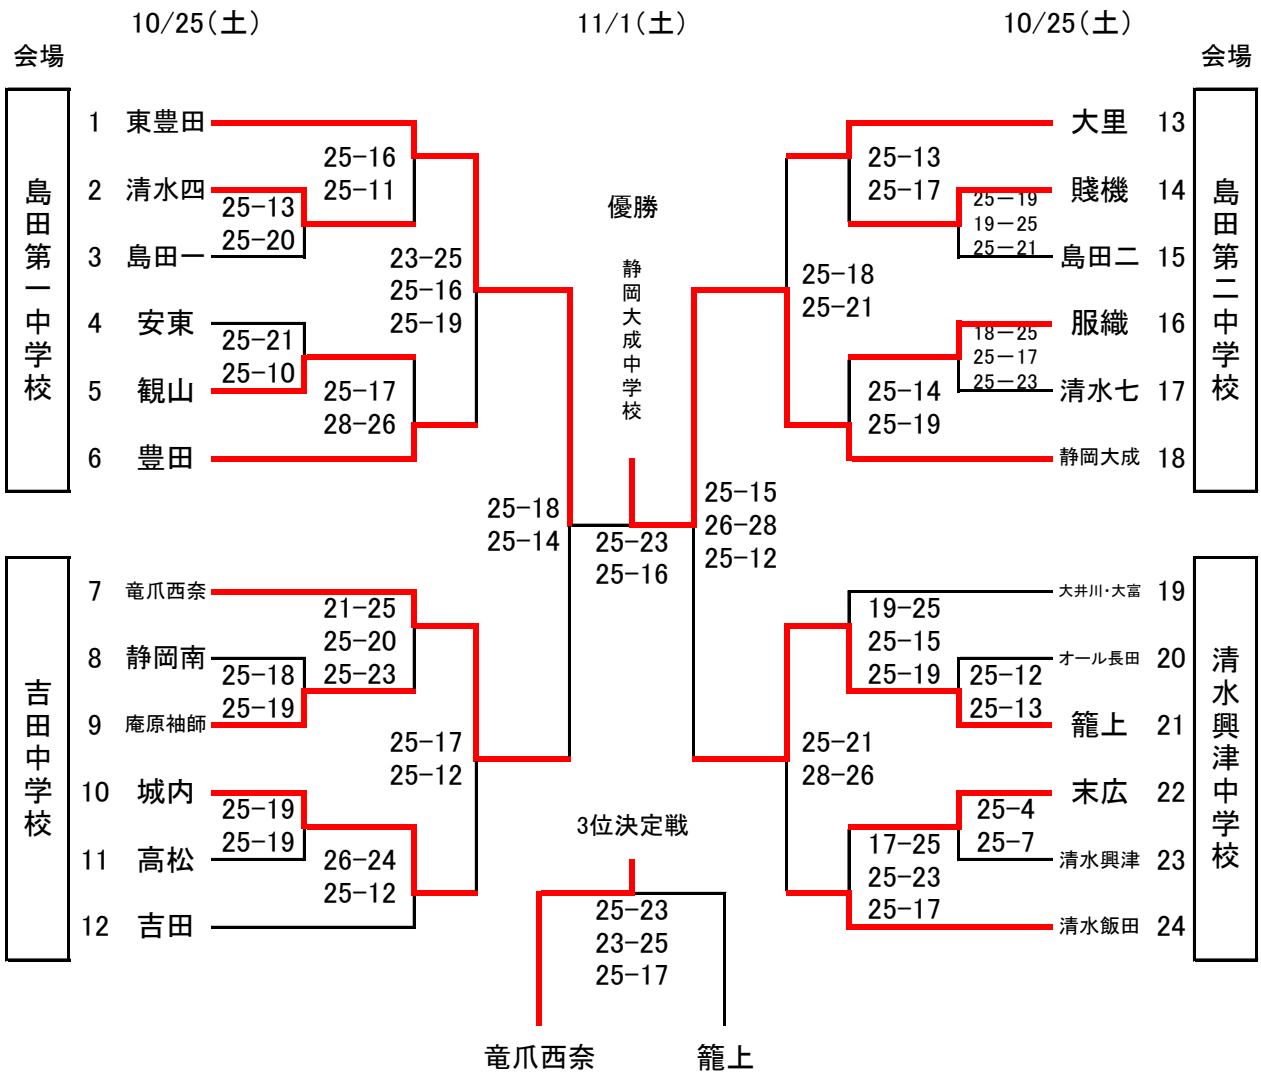 10/25(土)
11/1(土)
10/25(土)
会場
会場
島田第一中学校
1 東豊田
2 清水四
3 島田一
4 安東
5 観山
6 豊田
25-16
25-11
25-13
25-20
23-25
25-16
25-19
25-21
25-10
25-17
28-26
吉田中学校
7 竜爪西奈
8 静岡南
9 庵原袖師
10 城内
11 高松
12 吉田
21-25
25-20
25-23
25-18
25-19
25-17
25-12
25-19
25-19
26-24
25-12
25-18
25-14
優勝
静岡大成中学校
25-23
25-16
25-15
26-28
25-12
3位決定戦
25-23
23-25
25-17
竜爪西奈
籠上
大里 13
賤機 14
島田二 15
服織 16
清水七 17
静岡大成 18
島田第二中学校
25-13
25-17
25-19
19-25
25-21
25-18
25-21
18-25
25-17
25-23
25-14
25-19
大井川・大富 19
オール長田 20
籠上 21
末広 22
清水興津 23
清水飯田 24
清水興津中学校
19-25
25-15
25-19
25-12
25-13
25-21
28-26
25-4
25-7
17-25
25-23
25-17